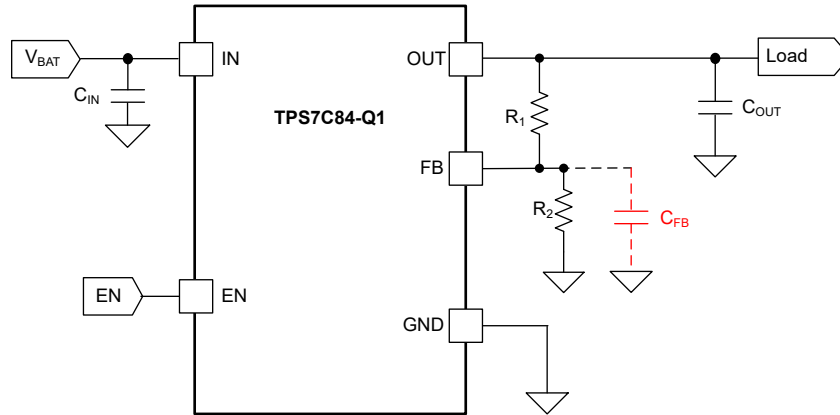 VBAT
IN
OUT
Load
CIN
R1
COUT
TPS7C84-Q1
FB
R2
CFB
EN
EN
GND